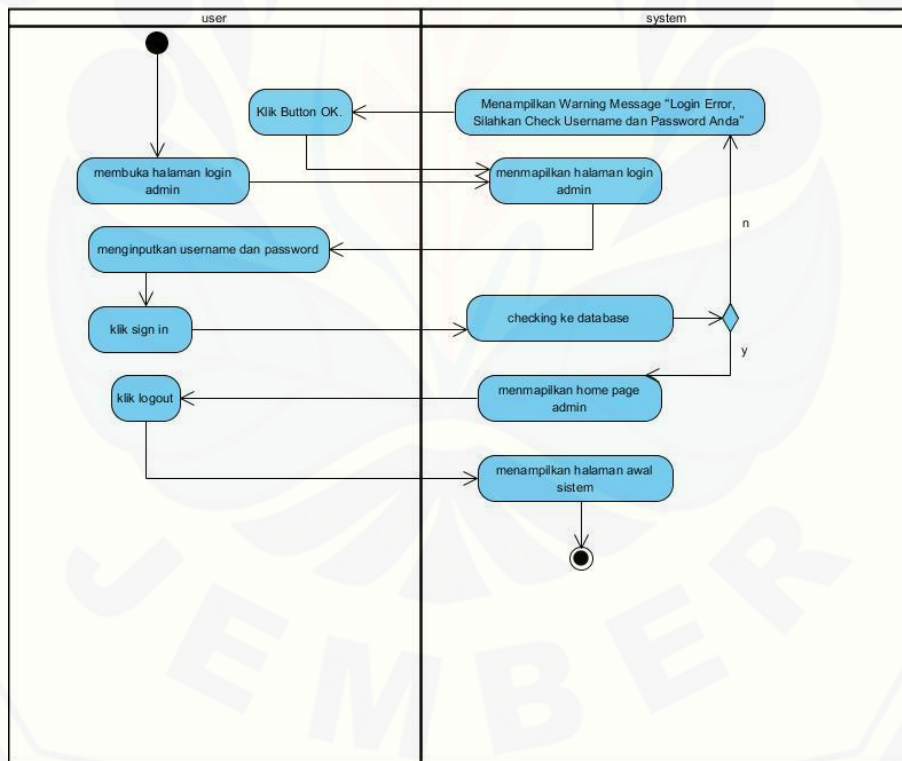 user
system
Klik Button OK.
Menampilkan Warning Message "Login Error,
Silahkan Check Username dan Password Anda"
membuka halaman login
admin
menmapilkan halaman login
admin
n
menginputkan username dan password
klik sign in
checking ke database
y
klik logout
menmapilkan home page
admin
menampilkan halaman awal
sistem
JEMBER